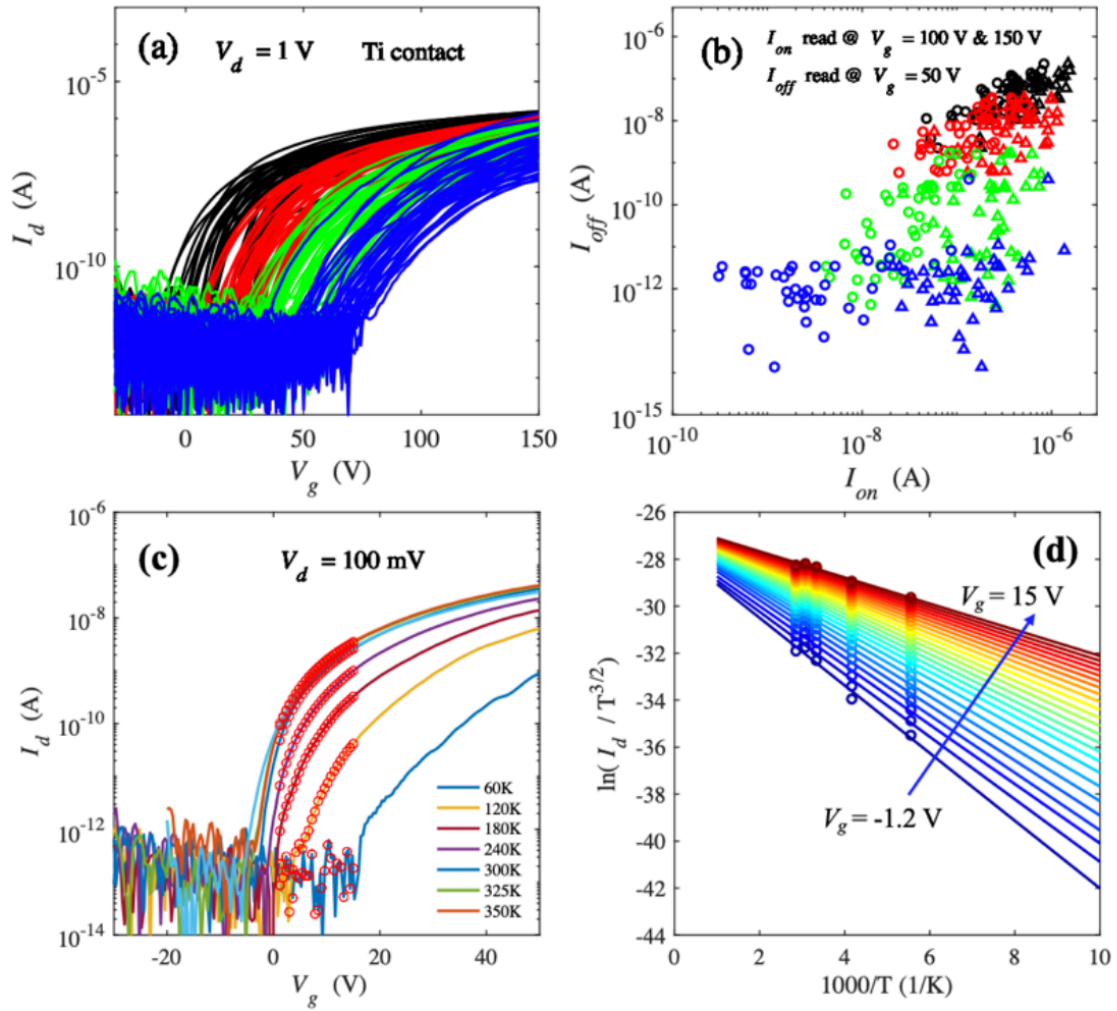 (a)
V_d = 1 V Ti contact
10^-5
10^-10
I_d (A)
0 50 100 150
V_g (V)
(b)
I_on read @ V_g = 100 V & 150 V
I_off read @ V_g = 50 V
10^-6
10^-8
10^-10
10^-12
10^-15
I_off (A)
10^-10 10^-8 10^-6
I_on (A)
(c)
V_d = 100 mV
10^-6
10^-8
10^-10
10^-12
10^-14
I_d (A)
60K
120K
180K
240K
300K
325K
350K
-20 0 20 40
V_g (V)
(d)
-26
-28
-30
-32
-34
-36
-38
-40
-42
-44
ln( I_d / T^3/2)
V_g = 15 V
V_g = -1.2 V
0 2 4 6 8 10
1000/T (1/K)